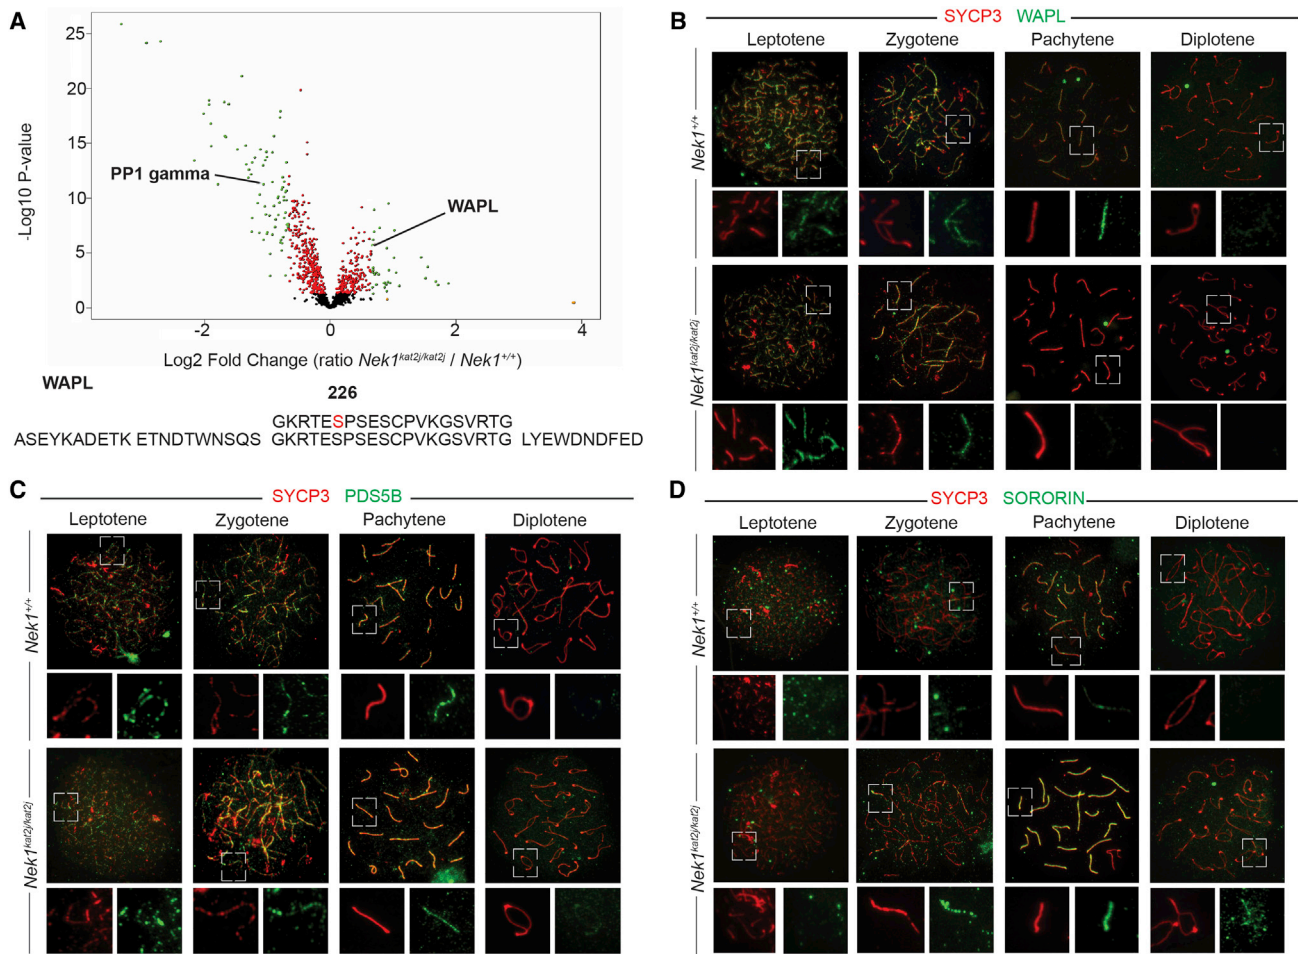 A
25
20
15
10
5
0
-Log10 P-value
PP1 gamma
WAPL
-2
0
2
4
Log2 Fold Change (ratio Nek1kat2j/kat2j / Nek1+/+)
WAPL
226
GKRTESPSESCPVKGSVRTG
ASEYKADETK ETNDTWNSQS GKRTESPSESCPVKGSVRTG LYEWDNDFED
B
SYCP3 WAPL
Leptotene Zygotene Pachytene Diplotene
Nek1+/+
Nek1kat2j/kat2j
C
SYCP3 PDS5B
Leptotene Zygotene Pachytene Diplotene
Nek1+/+
Nek1kat2j/kat2j
D
SYCP3 SORORIN
Leptotene Zygotene Pachytene Diplotene
Nek1+/+
Nek1kat2j/kat2j